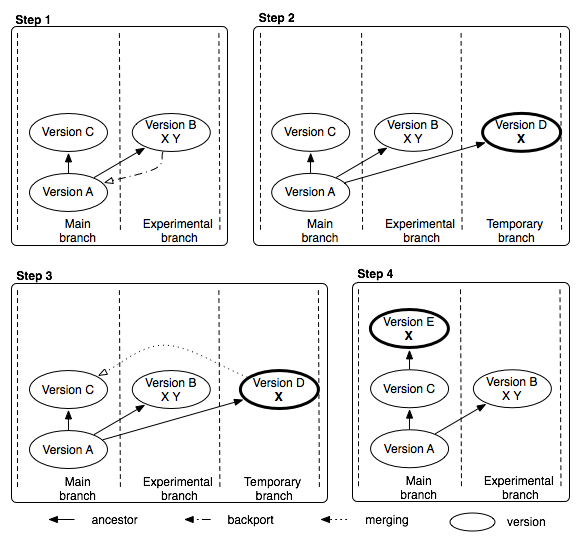 Step 1
Version C
Version B
X Y
Version A
Main
branch
Experimental
branch
Step 2
Version C
Version B
X Y
Version D
X
Version A
Main
branch
Experimental
branch
Temporary
branch
Step 3
Version C
Version B
X Y
Version D
X
Version A
Main
branch
Experimental
branch
Temporary
branch
Step 4
Version E
X
Version C
Version B
X Y
Version A
Main
branch
Experimental
branch
ancestor
backport
merging
version